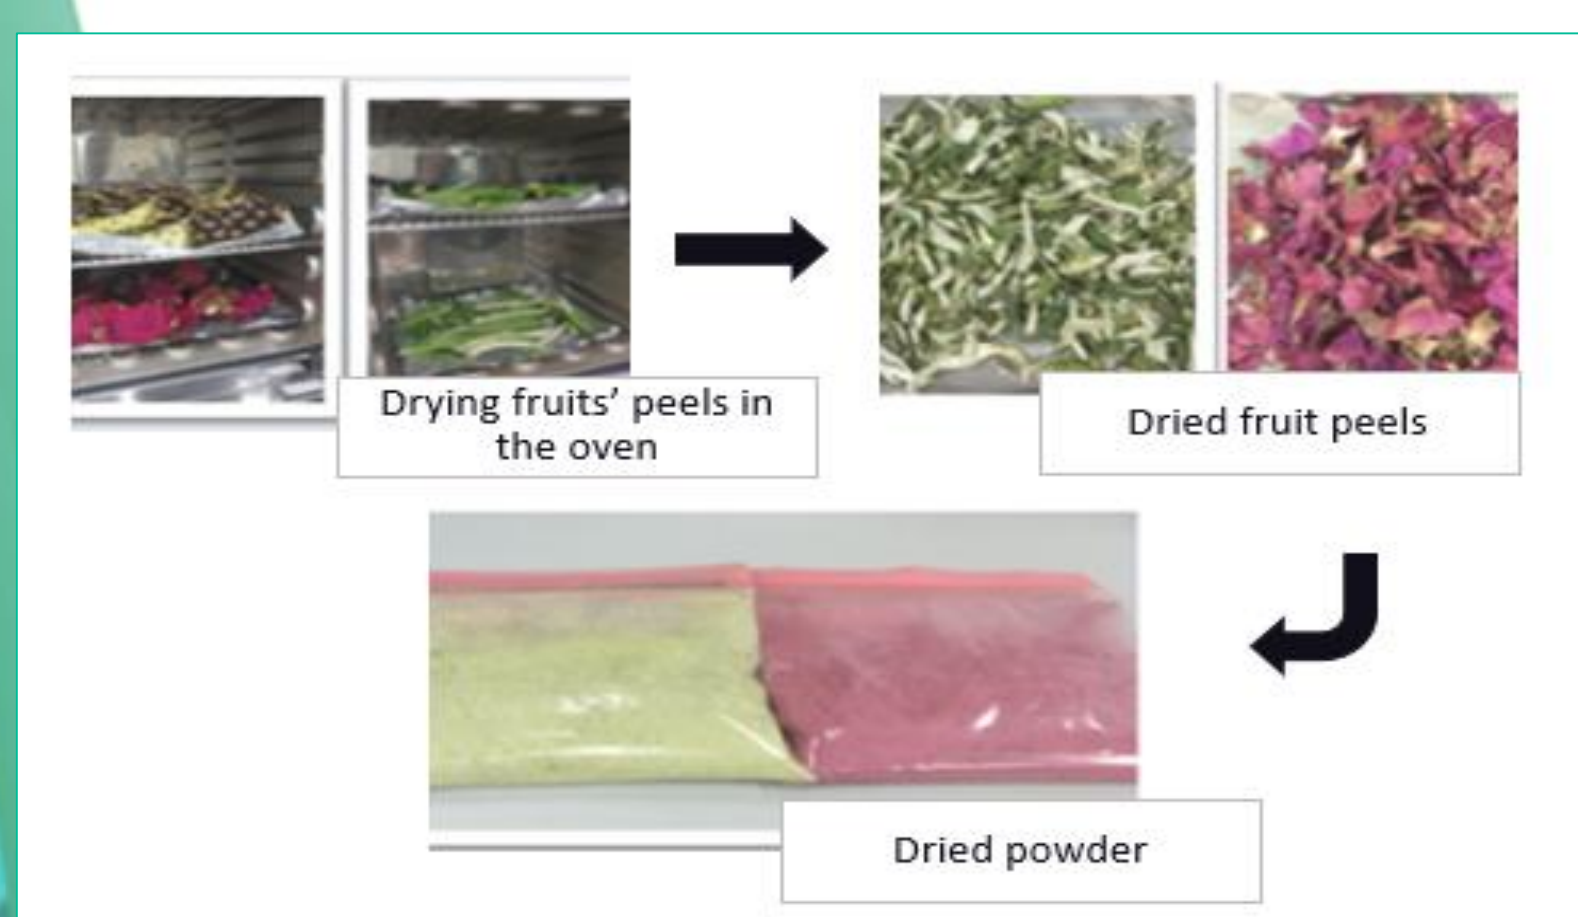 Drying fruits’ peels in
the oven
Dried fruit peels
Dried powder